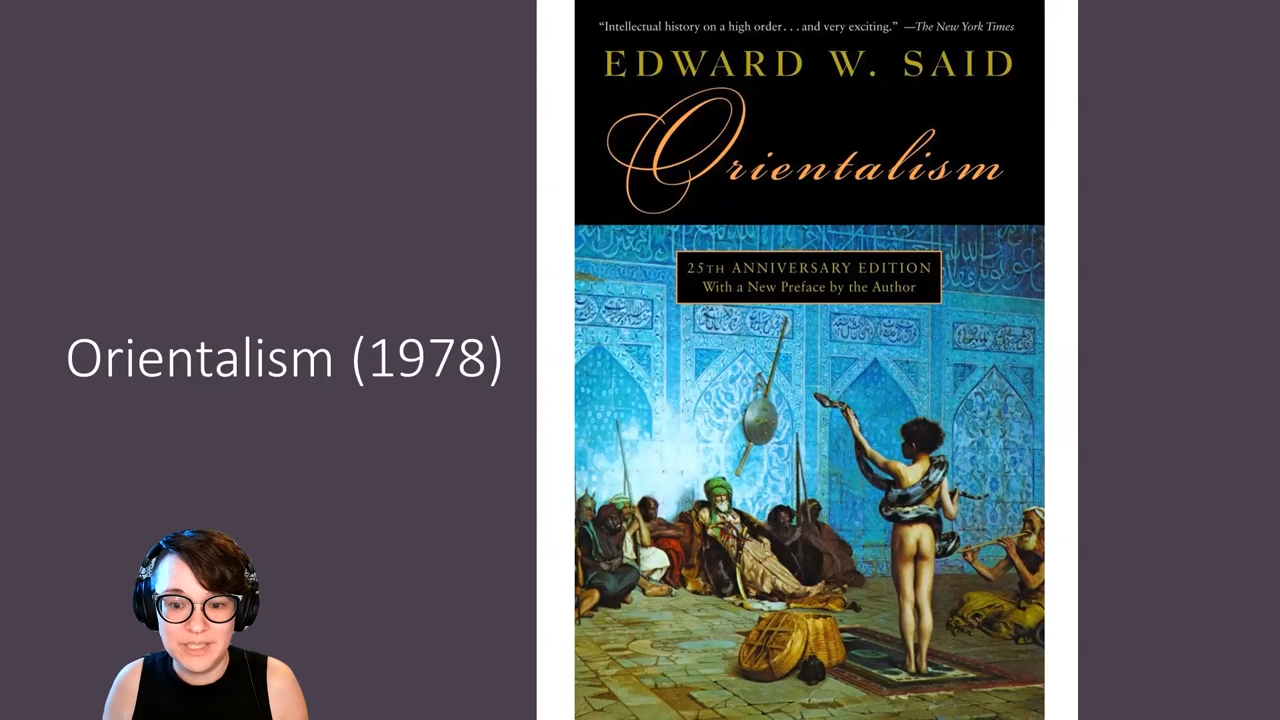 Orientalism (1978)
“Intellectual history on a high order . . . and very exciting.” —The New York Times
EDWARD W. SAID
Orientalism
25TH ANNIVERSARY EDITION
With a New Preface by the Author